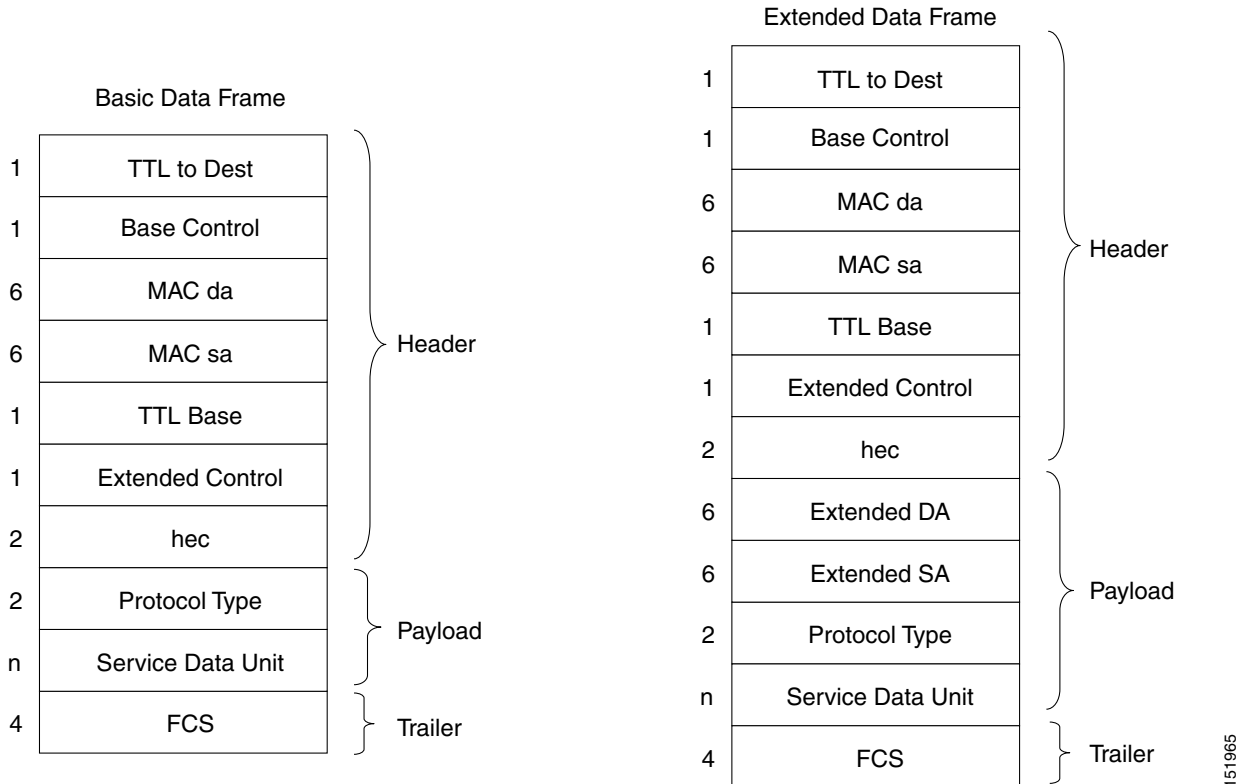 Basic Data Frame
1 TTL to Dest
1 Base Control
6 MAC da
6 MAC sa
1 TTL Base
1 Extended Control
2 hec
Header
2 Protocol Type
n Service Data Unit
Payload
4 FCS
Trailer
Extended Data Frame
1 TTL to Dest
1 Base Control
6 MAC da
6 MAC sa
1 TTL Base
1 Extended Control
2 hec
Header
6 Extended DA
6 Extended SA
2 Protocol Type
n Service Data Unit
Payload
4 FCS
Trailer
151965